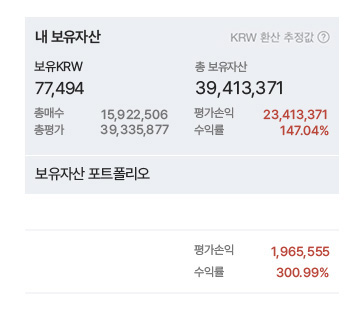 내 보유자산 KRW 환산 추정값 ?
보유KRW 총 보유자산
77,494 39,413,371
총매수 15,922,506 평가손익 23,413,371
총평가 39,335,877 수익률 147.04%
보유자산 포트폴리오
평가손익 1,965,555
수익률 300.99%